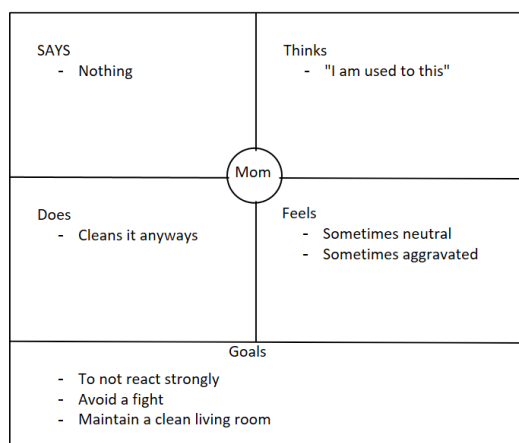 SAYS
- Nothing
Thinks
- "I am used to this"
Mom
Does
- Cleans it anyways
Feels
- Sometimes neutral
- Sometimes aggravated
Goals
- To not react strongly
- Avoid a fight
- Maintain a clean living room